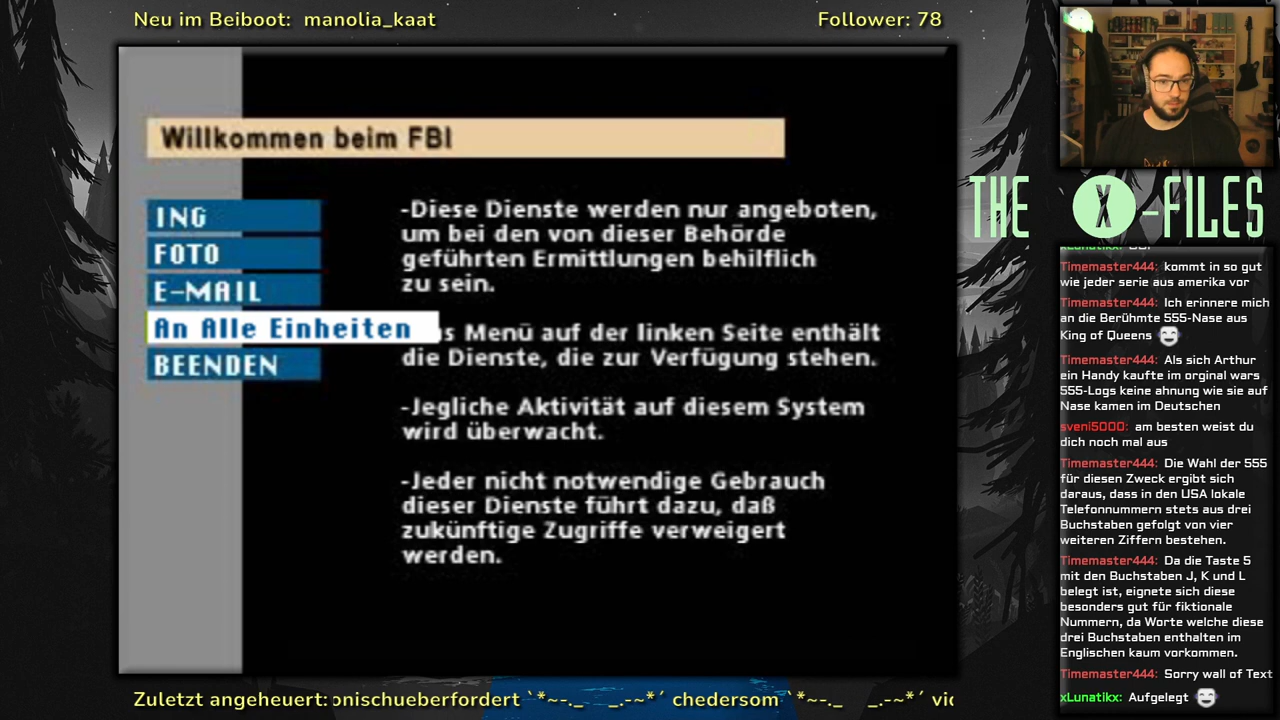 Neu im Beiboot: manolia_kaat
Follower: 78
Willkommen beim FBI
ING
FOTO
E-MAIL
An Alle Einheiten
BEENDEN
-Diese Dienste werden nur angeboten,
um bei den von dieser Behörde
geführten Ermittlungen behilflich
zu sein.
Menü auf der linken Seite enthält
die Dienste, die zur Verfügung stehen.
-Jegliche Aktivität auf diesem System
wird überwacht.
-Jeder nicht notwendige Gebrauch
dieser Dienste führt dazu, daß
zukünftige Zugriffe verweigert
werden.
THE X-FILES
Timemaster444: kommt in so gut
wie jeder serie aus amerika vor
Timemaster444: Ich erinnere mich
an die Berühmte 555-Nase aus
King of Queens
Timemaster444: Als sich Arthur
ein Handy kaufte im orginal wars
555-Logs keine ahnung wie sie auf
Nase kamen im Deutschen
sveni5000: am besten weist du
dich noch mal aus
Timemaster444: Die Wahl der 555
für diesen Zweck ergibt sich
daraus, dass in den USA lokale
Telefonnummern stets aus drei
Buchstaben gefolgt von vier
weiteren Ziffern bestehen.
Timemaster444: Da die Taste 5
mit den Buchstaben J, K und L
belegt ist, eignete sich diese
besonders gut für fiktionale
Nummern, da Worte welche diese
drei Buchstaben enthalten im
Englischen kaum vorkommen.
Timemaster444: Sorry wall of Text
xLunatikx: Aufgelegt
Zuletzt angeheuert: onischueberfordert `*~-._ _.-~*´ chedersom `*~-._ _.-~*´ vic